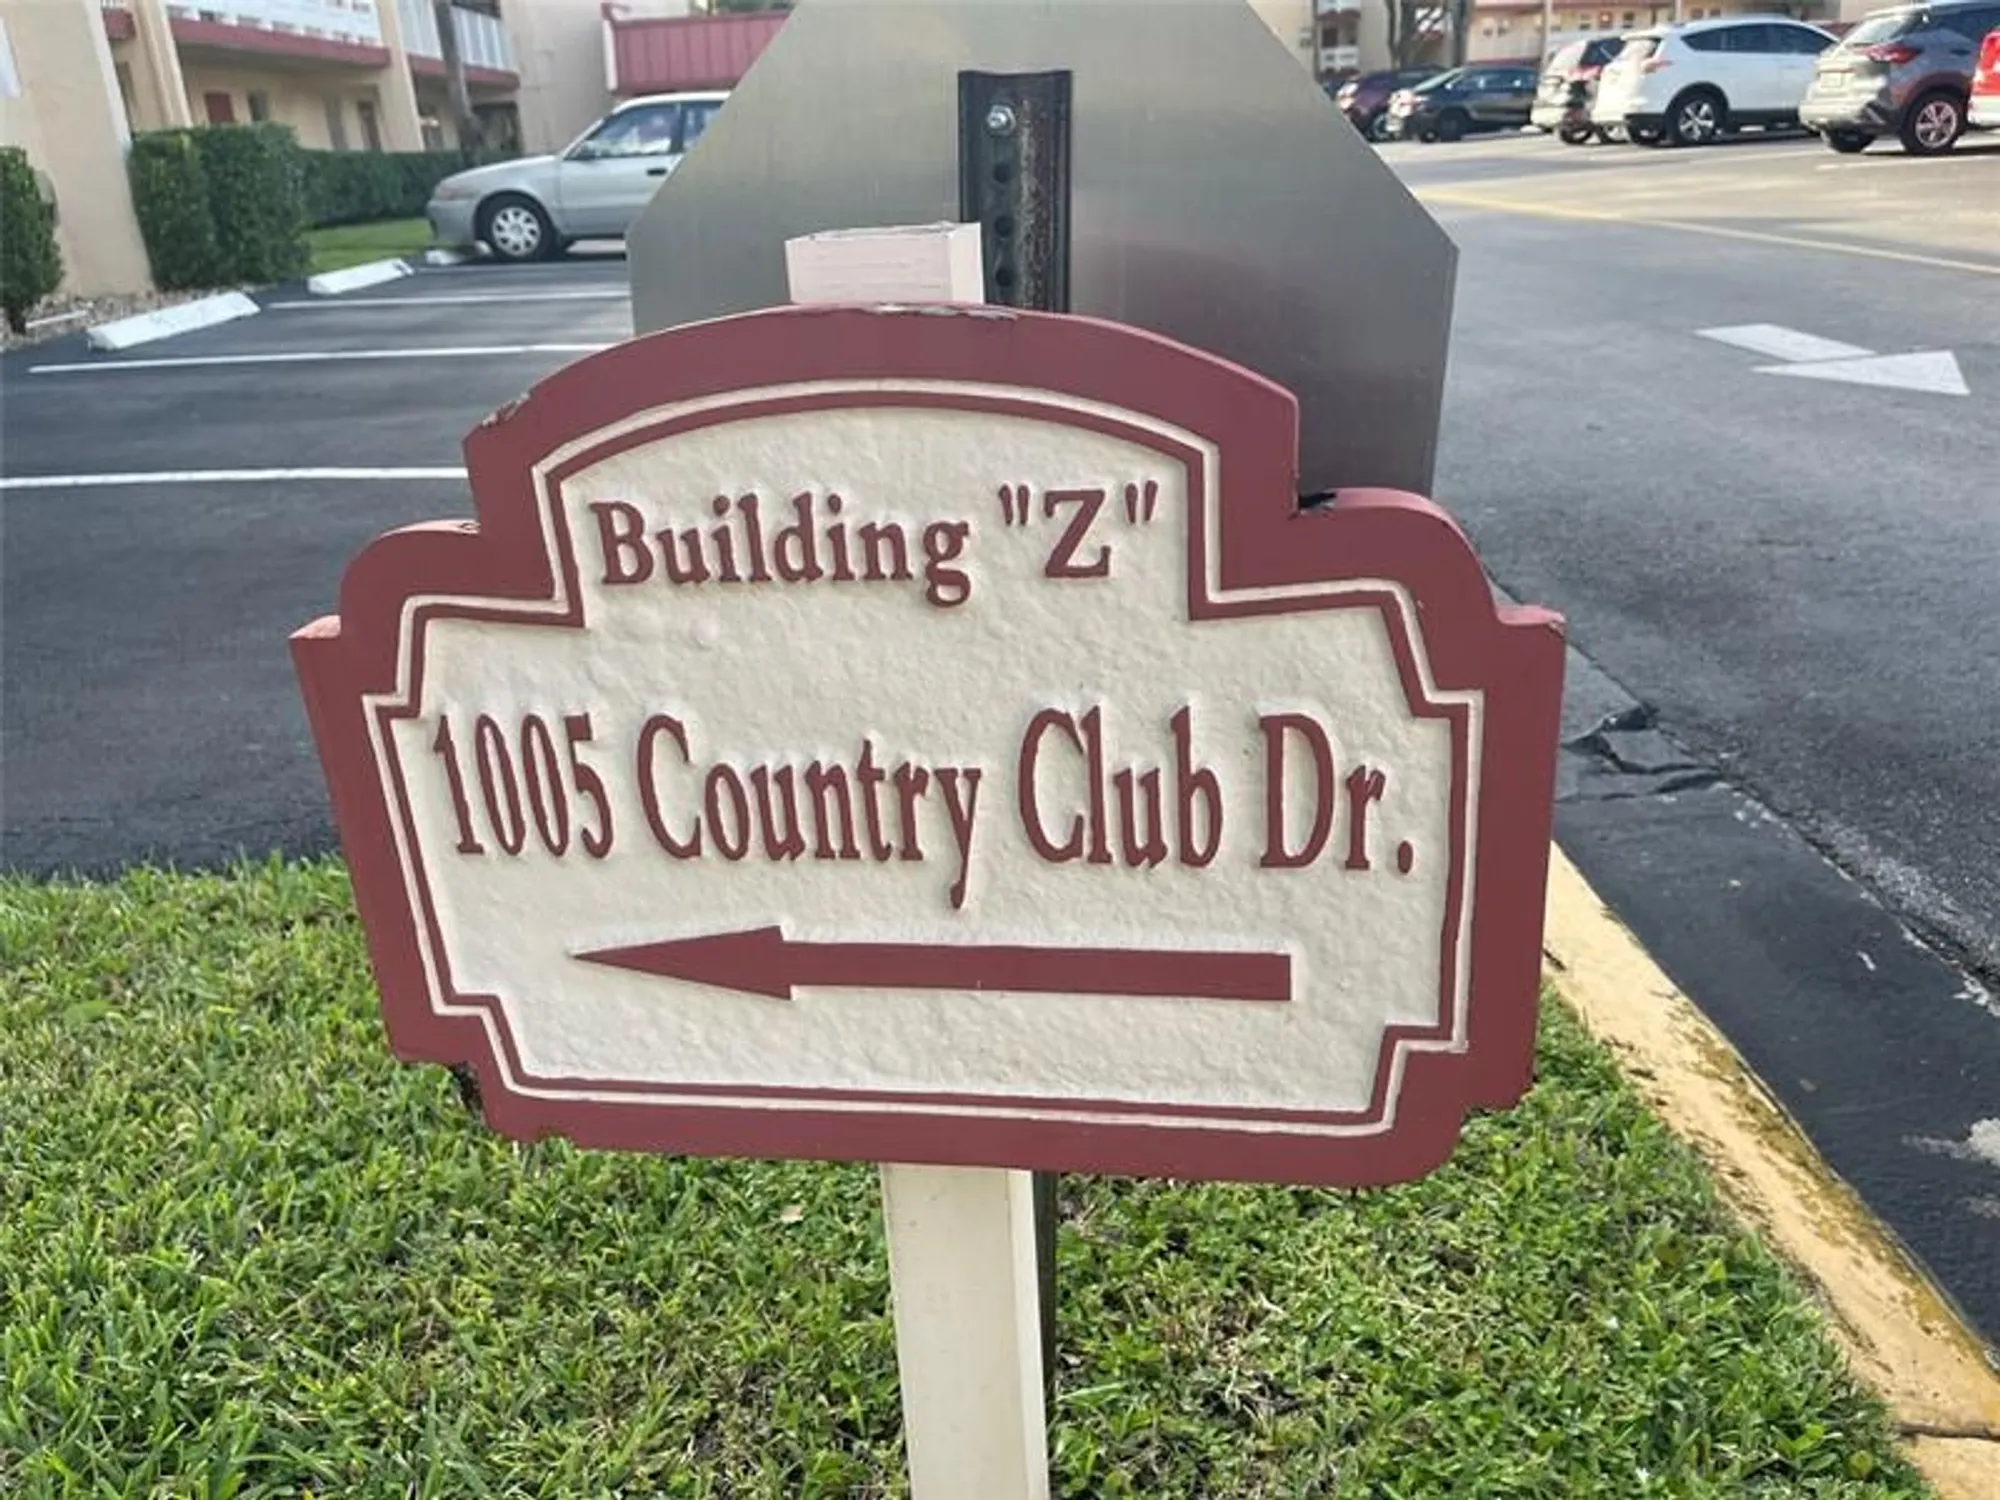 Building "Z"
1005 Country Club Dr.